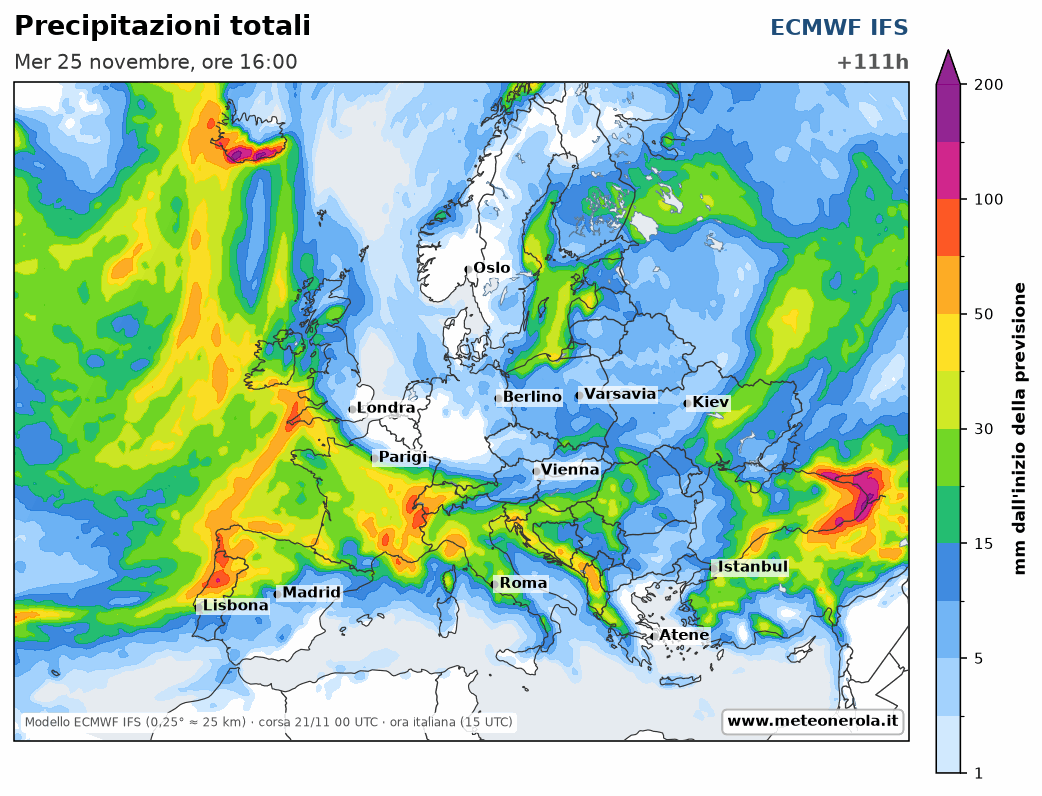 Precipitazioni totali
ECMWF IFS
Mer 25 novembre, ore 16:00
+111h
200
100
50
30
15
5
1
mm dall'inizio della previsione
Oslo
Londra
Berlino
Varsavia
Kiev
Parigi
Vienna
Istanbul
Roma
Madrid
Lisbona
Atene
Modello ECMWF IFS (0,25° ≈ 25 km) · corsa 21/11 00 UTC · ora italiana (15 UTC)
www.meteonerola.it